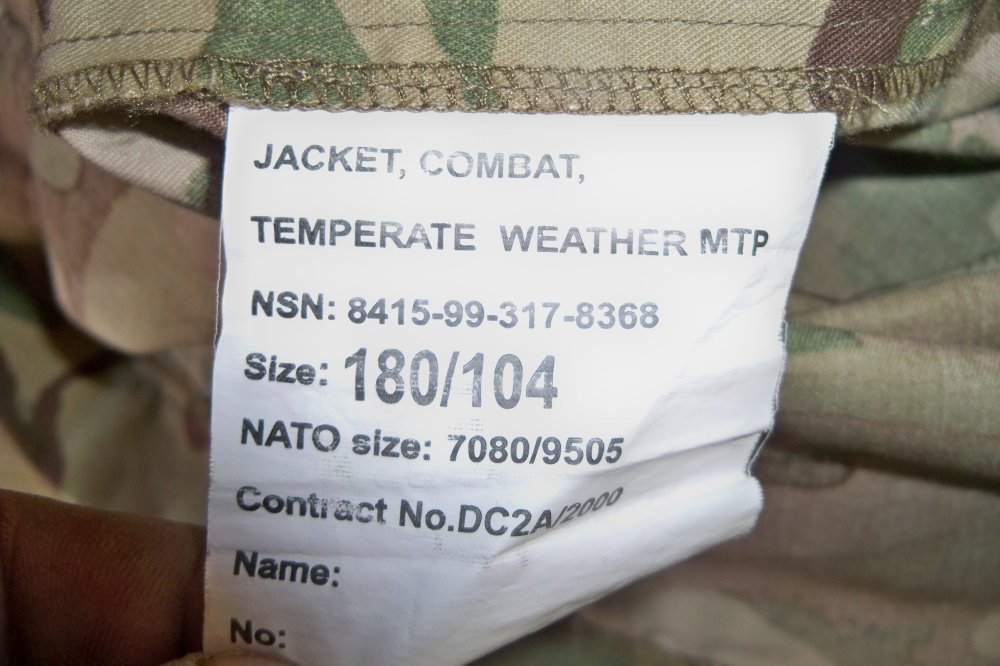 JACKET, COMBAT,
TEMPERATE WEATHER MTP
NSN: 8415-99-317-8368
Size: 180/104
NATO size: 7080/9505
Contract No.DC2A/2000
Name:
No: